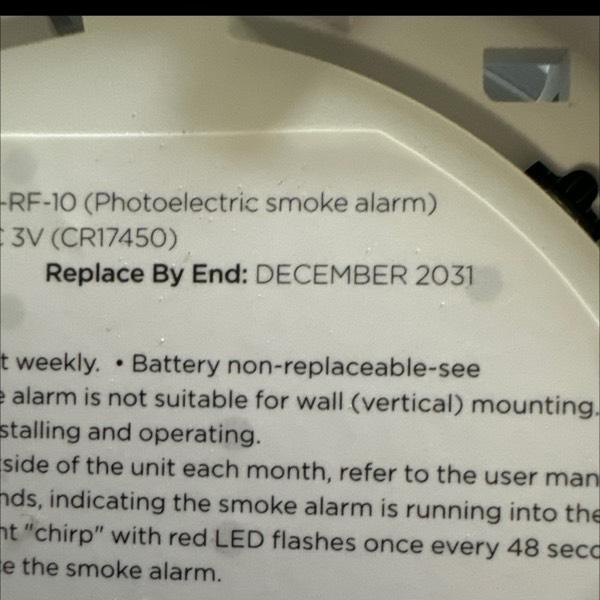 -RF-10 (Photoelectric smoke alarm)
3V (CR17450)
Replace By End: DECEMBER 2031
t weekly. • Battery non-replaceable-see
e alarm is not suitable for wall (vertical) mounting.
stalling and operating.
side of the unit each month, refer to the user man
nds, indicating the smoke alarm is running into the
nt "chirp" with red LED flashes once every 48 seco
e the smoke alarm.